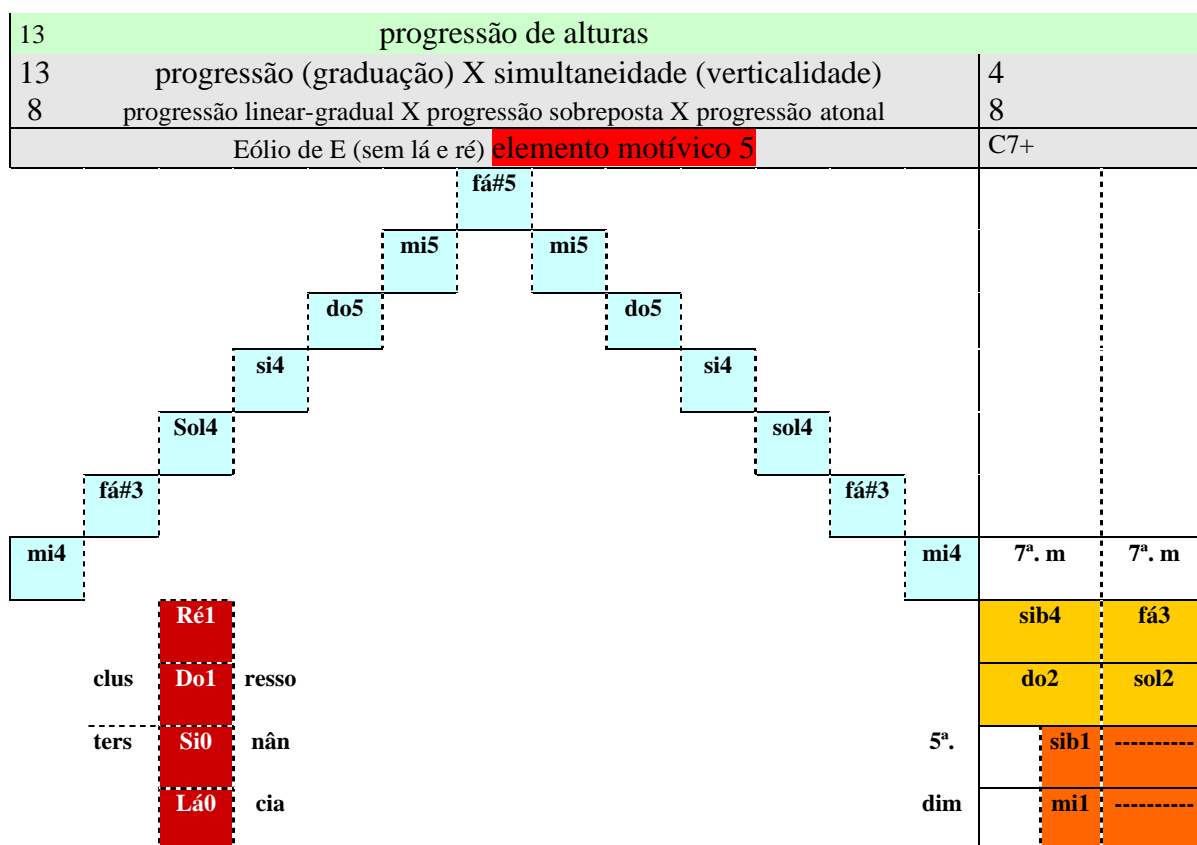 13 progressão de alturas
13 progressão (graduação) X simultaneidade (verticalidade) 4
8 progressão linear-gradual X progressão sobreposta X progressão atonal 8
Eólio de E (sem lá e ré) elemento motívico 5 C7+
fá#5
mi5 mi5
do5 do5
si4 si4
Sol4 sol4
fá#3 fá#3
mi4 mi4 7ª. m 7ª. m
Ré1 sib4 fá3
clus Do1 resso do2 sol2
ters Si0 nân 5ª. sib1 ----------
Lá0 cia dim mi1 ----------